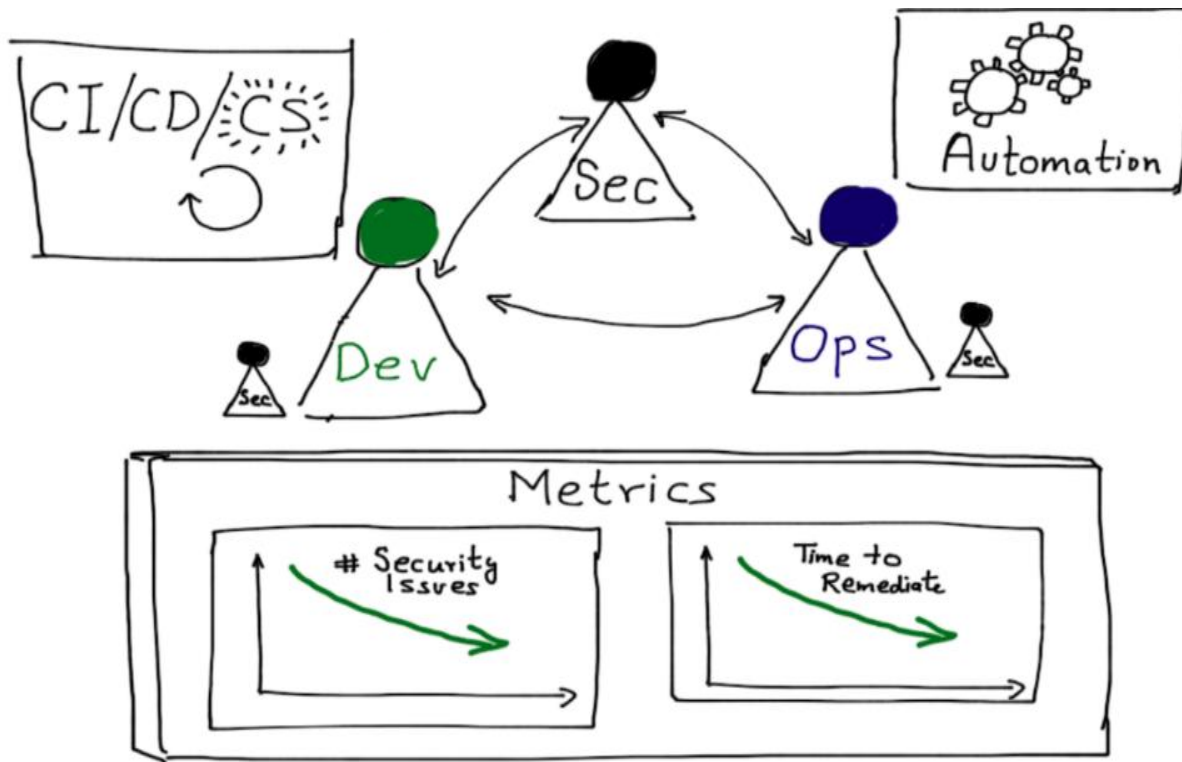 CI/CD/CS
Sec
Automation
Dev
Ops
Sec
Sec
Metrics
# Security
Issues
Time to
Remediate